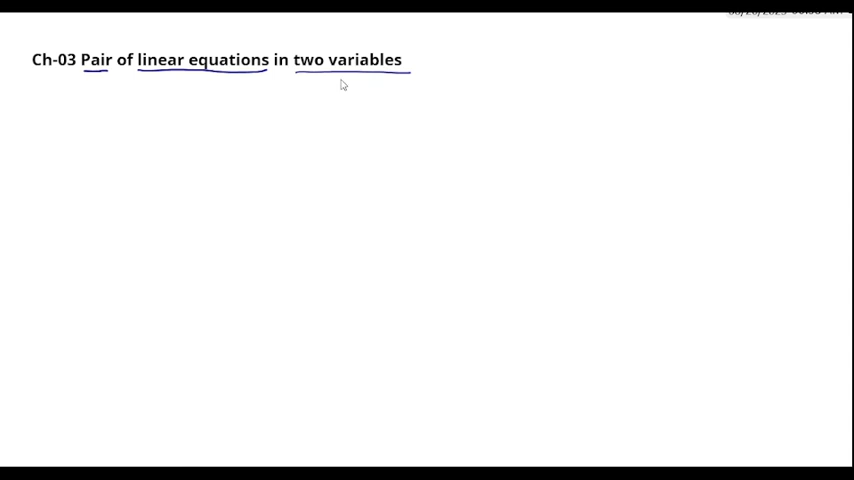 Ch-03 Pair of linear equations in two variables